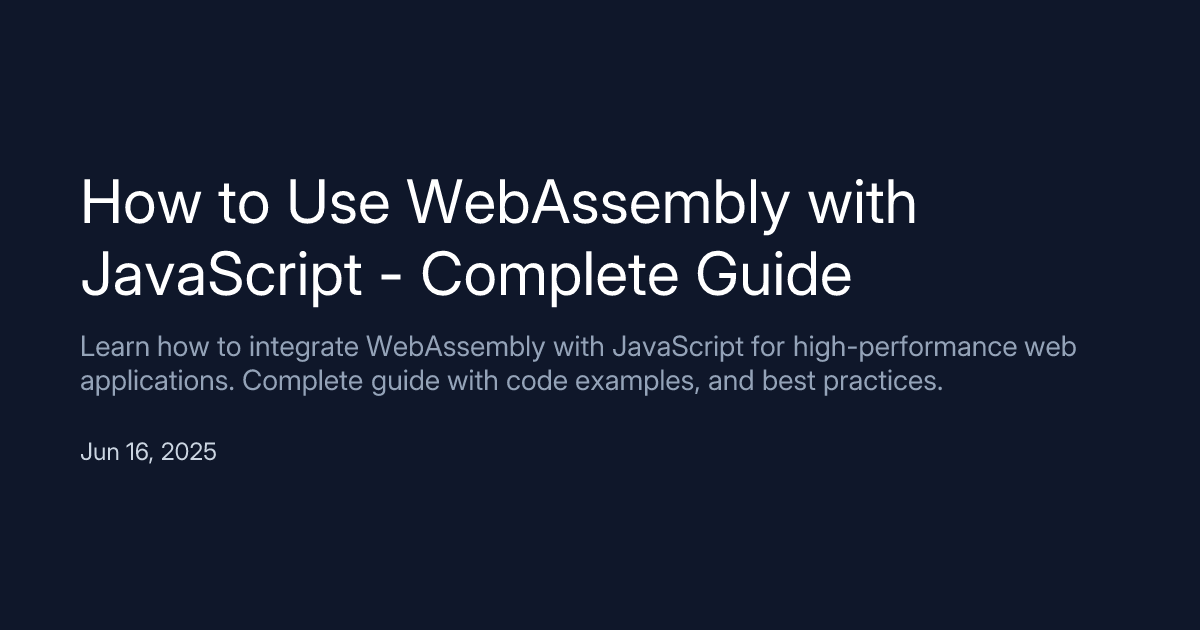 How to Use WebAssembly with
JavaScript - Complete Guide
Learn how to integrate WebAssembly with JavaScript for high-performance web
applications. Complete guide with code examples, and best practices.
Jun 16, 2025